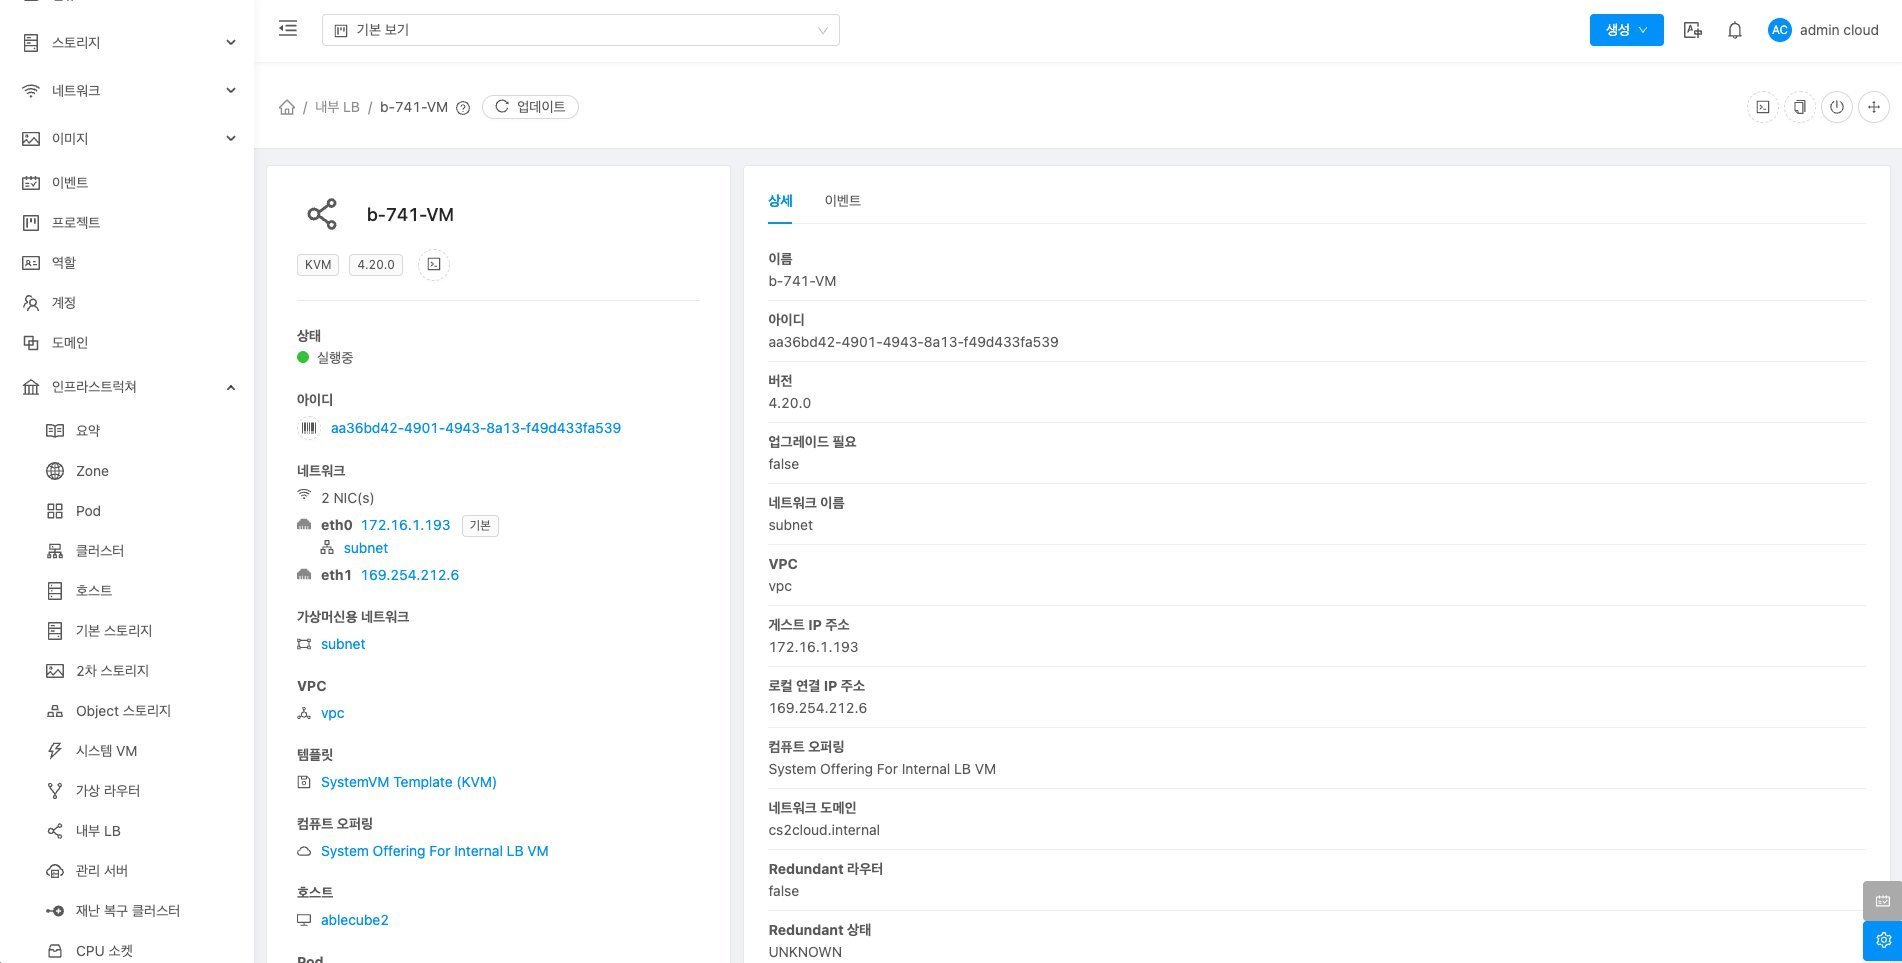 스토리지
네트워크
이미지
이벤트
프로젝트
역할
계정
도메인
인프라스트럭쳐
요약
Zone
Pod
클러스터
호스트
기본 스토리지
2차 스토리지
Object 스토리지
시스템 VM
가상 라우터
내부 LB
관리 서버
재난 복구 클러스터
CPU 소켓
기본 보기
생성
AC admin cloud
/ 내부 LB / b-741-VM 업데이트
b-741-VM
KVM 4.20.0
상태
실행중
아이디
aa36bd42-4901-4943-8a13-f49d433fa539
네트워크
2 NIC(s)
eth0 172.16.1.193 기본
subnet
eth1 169.254.212.6
가상머신용 네트워크
subnet
VPC
vpc
템플릿
SystemVM Template (KVM)
컴퓨트 오퍼링
System Offering For Internal LB VM
호스트
ablecube2
Pod
상세 이벤트
이름
b-741-VM
아이디
aa36bd42-4901-4943-8a13-f49d433fa539
버전
4.20.0
업그레이드 필요
false
네트워크 이름
subnet
VPC
vpc
게스트 IP 주소
172.16.1.193
로컬 연결 IP 주소
169.254.212.6
컴퓨트 오퍼링
System Offering For Internal LB VM
네트워크 도메인
cs2cloud.internal
Redundant 라우터
false
Redundant 상태
UNKNOWN